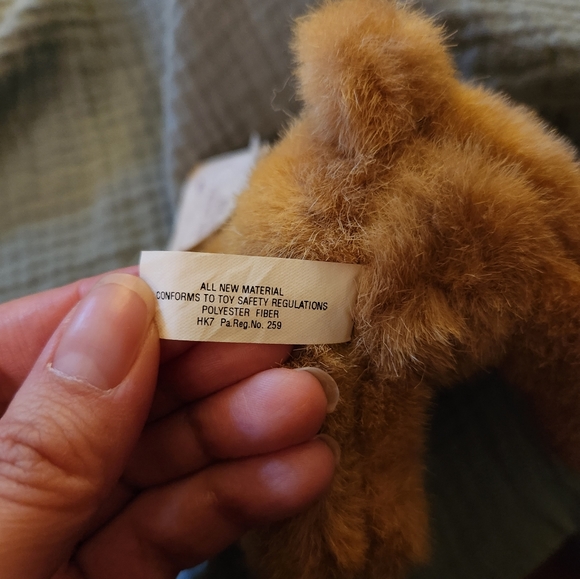 ALL NEW MATERIAL
CONFORMS TO TOY SAFETY REGULATIONS
POLYESTER FIBER
HK7 Pa.Reg.No. 259